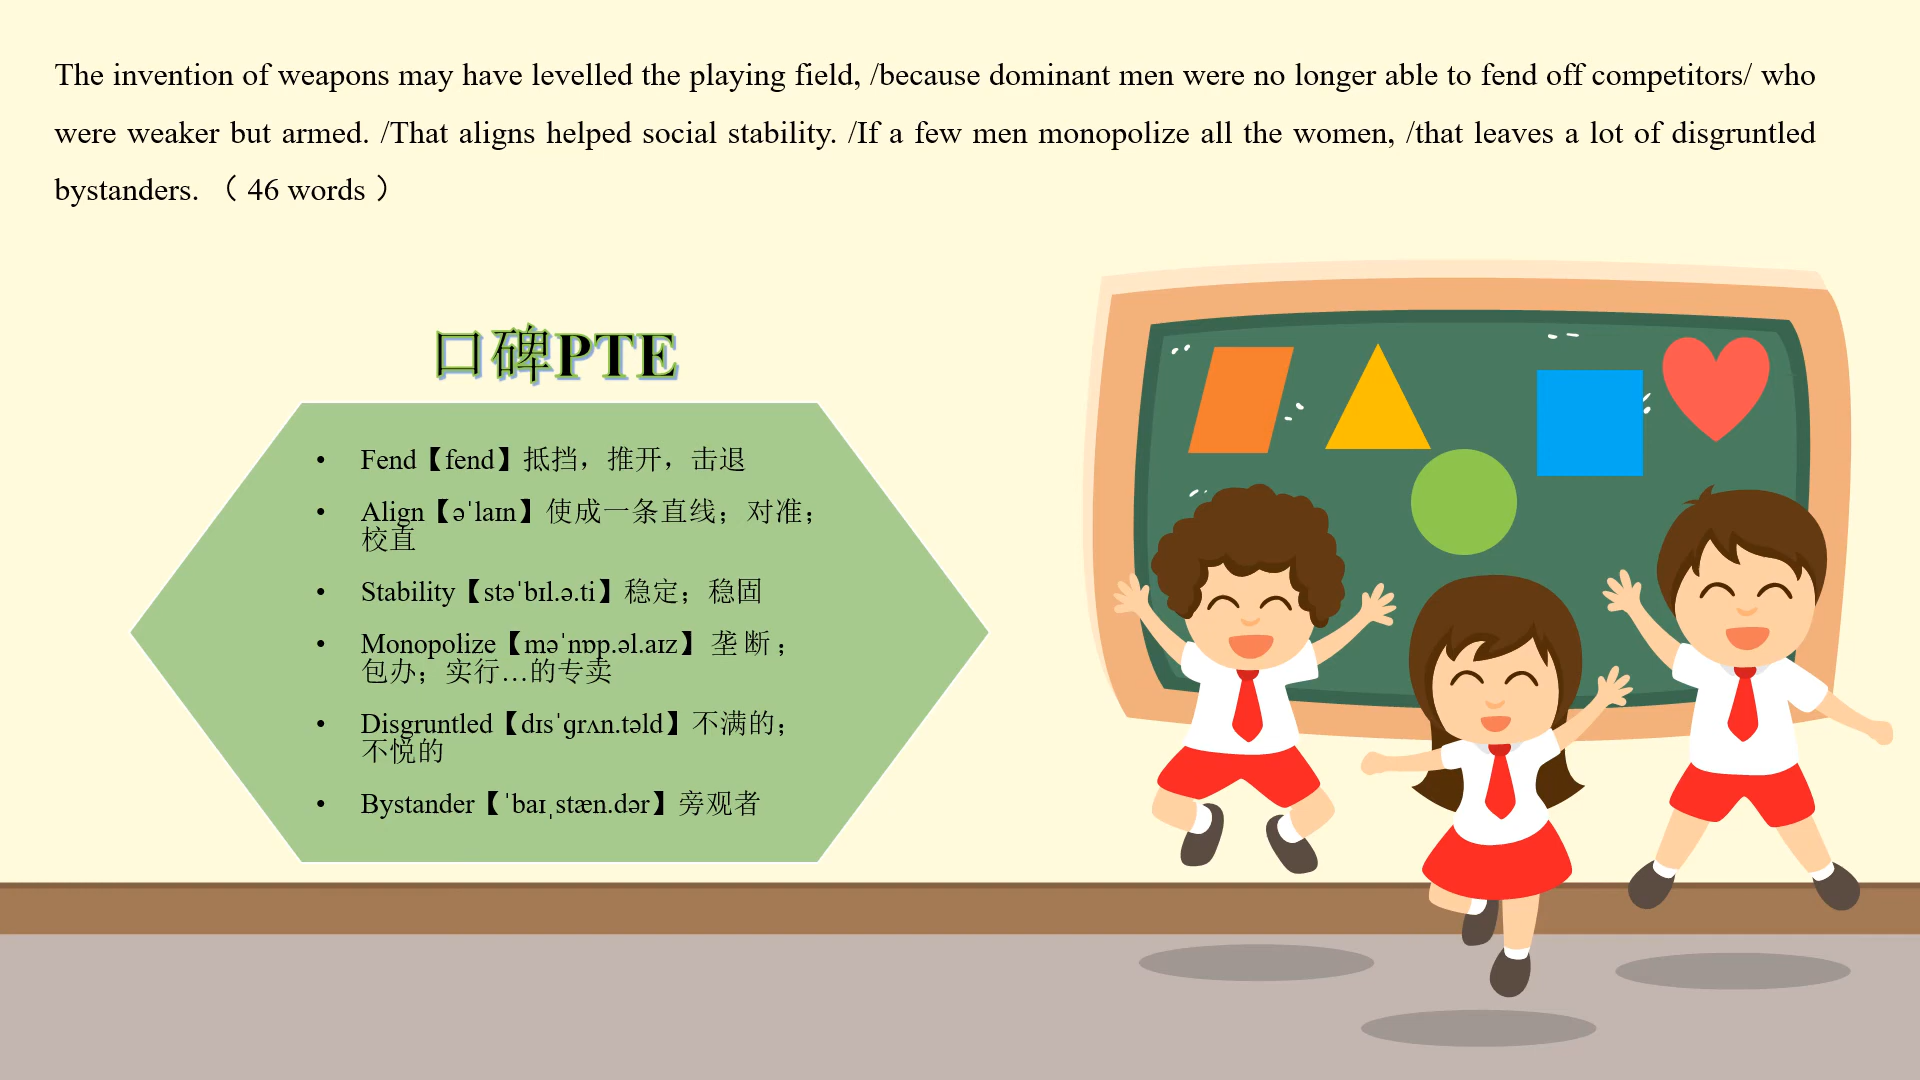 The invention of weapons may have levelled the playing field, /because dominant men were no longer able to fend off competitors/ who
were weaker but armed. /That aligns helped social stability. /If a few men monopolize all the women, /that leaves a lot of disgruntled
bystanders. （ 46 words ）
口碑PTE
• Fend【fend】抵挡，推开，击退
• Align【əˈlaɪn】使成一条直线；对准；
校直
• Stability【stəˈbɪl.ə.ti】稳定；稳固
• Monopolize【məˈnɒp.əl.aɪz】垄断；
包办；实行…的专卖
• Disgruntled【dɪsˈɡrʌn.təld】不满的；
不悦的
• Bystander【ˈbaɪˌstæn.dər】旁观者